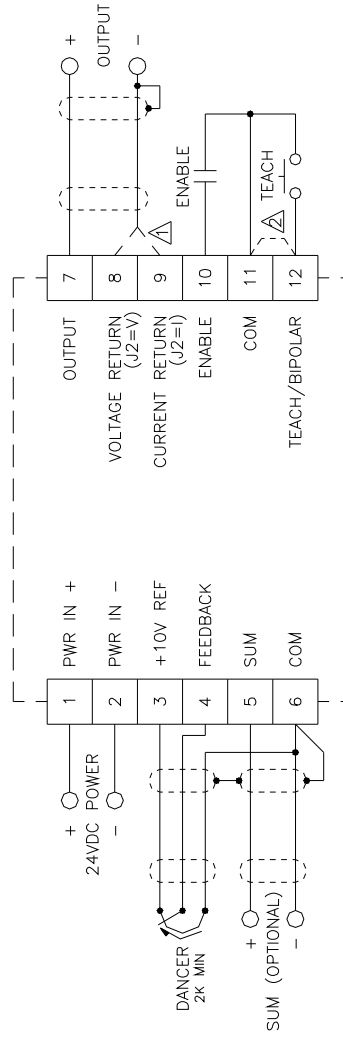 +
24VDC POWER
-
DANCER
2K MIN
+
SUM (OPTIONAL)
-
1 PWR IN +
2 PWR IN -
3 +10V REF
4 FEEDBACK
5 SUM
6 COM
OUTPUT 7
VOLTAGE RETURN 8
(J2=V)
CURRENT RETURN 9
(J2=I)
ENABLE 10
COM 11
TEACH/BIPOLAR 12
+
OUTPUT
-
1
ENABLE
2
TEACH